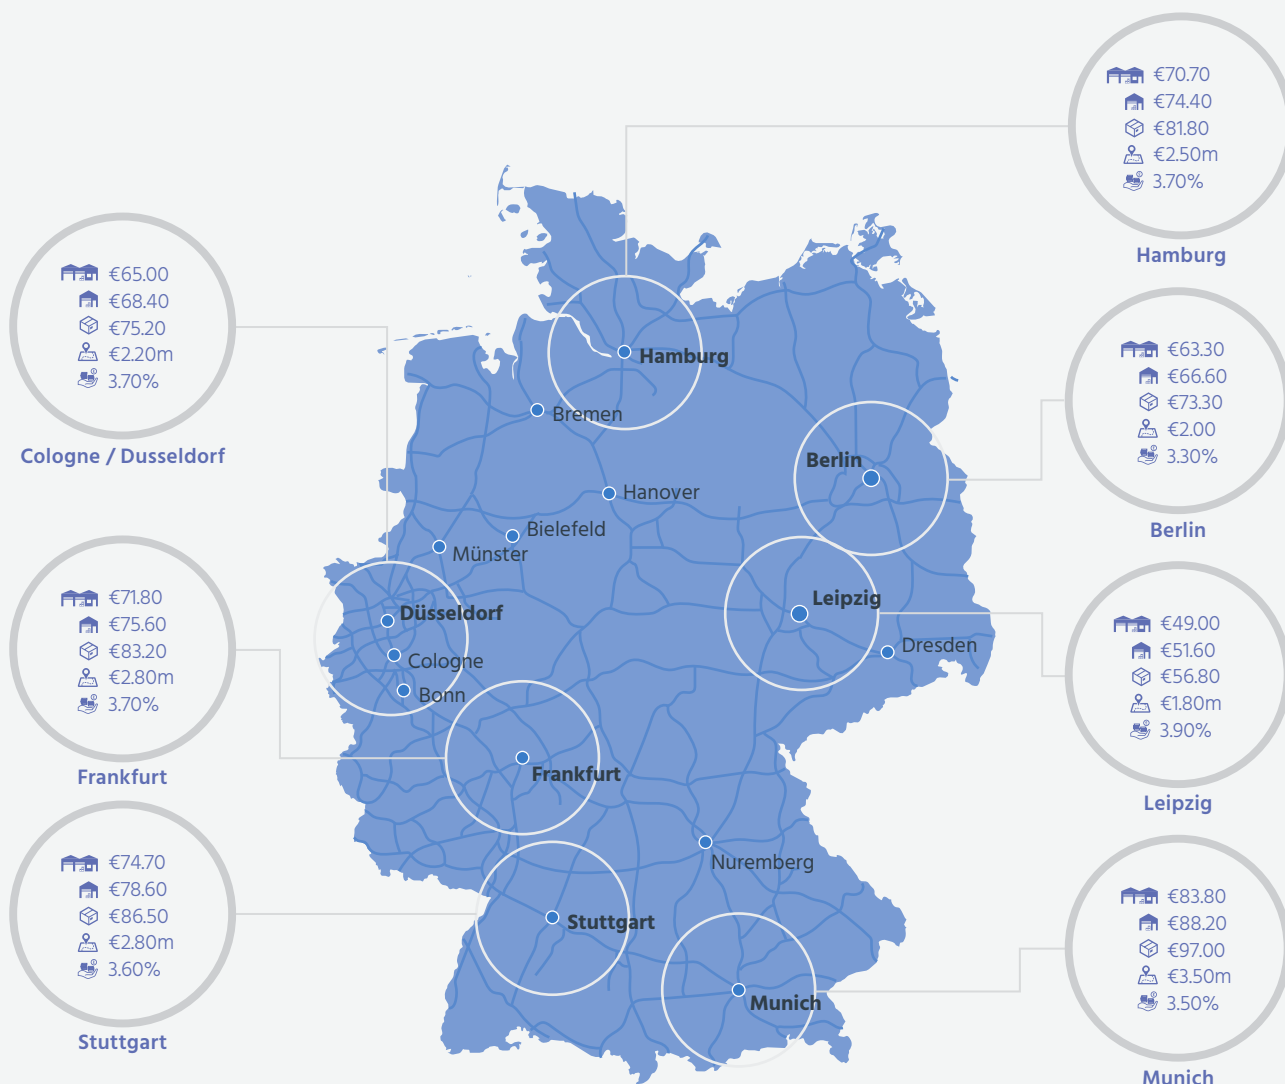 €70.70
€74.40
€81.80
€2.50m
3.70%
Hamburg
€65.00
€68.40
€75.20
€2.20m
3.70%
Cologne / Dusseldorf
€63.30
€66.60
€73.30
€2.00
3.30%
Berlin
€71.80
€75.60
€83.20
€2.80m
3.70%
Frankfurt
€49.00
€51.60
€56.80
€1.80m
3.90%
Leipzig
€74.70
€78.60
€86.50
€2.80m
3.60%
Stuttgart
€83.80
€88.20
€97.00
€3.50m
3.50%
Munich
Hamburg
Bremen
Berlin
Hanover
Bielefeld
Münster
Leipzig
Düsseldorf
Dresden
Cologne
Bonn
Frankfurt
Nuremberg
Stuttgart
Munich